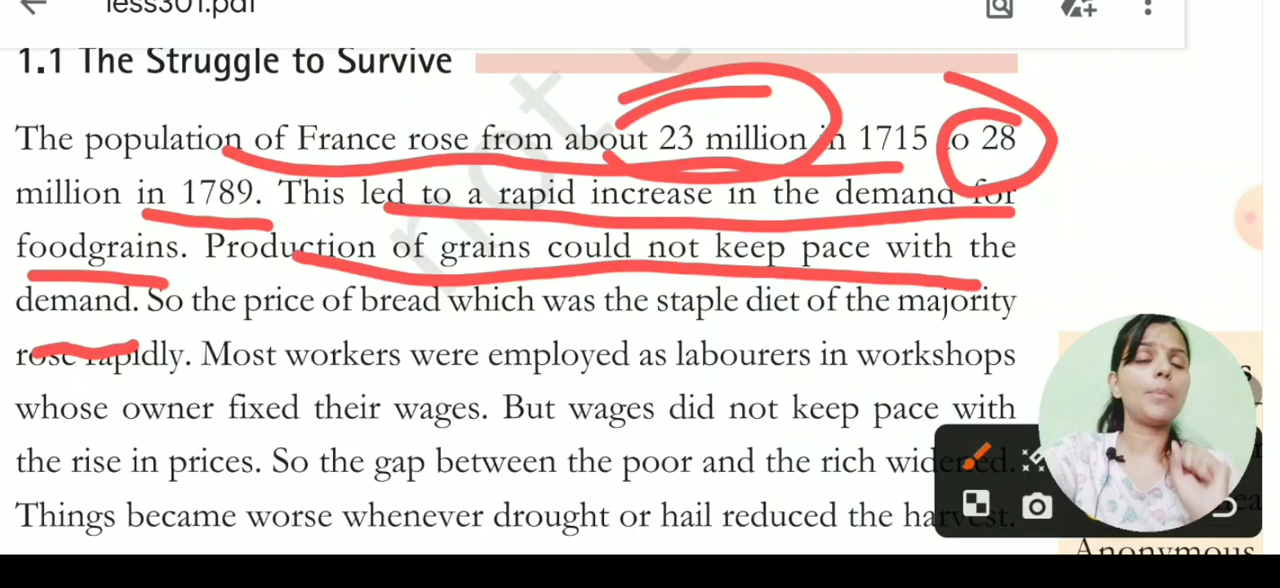 less301.pdf
1.1 The Struggle to Survive
The population of France rose from about 23 million in 1715 to 28
million in 1789. This led to a rapid increase in the demand for
foodgrains. Production of grains could not keep pace with the
demand. So the price of bread which was the staple diet of the majority
rose rapidly. Most workers were employed as labourers in workshops
whose owner fixed their wages. But wages did not keep pace with
the rise in prices. So the gap between the poor and the rich widened.
Things became worse whenever drought or hail reduced the harvest.
Anonymous
not